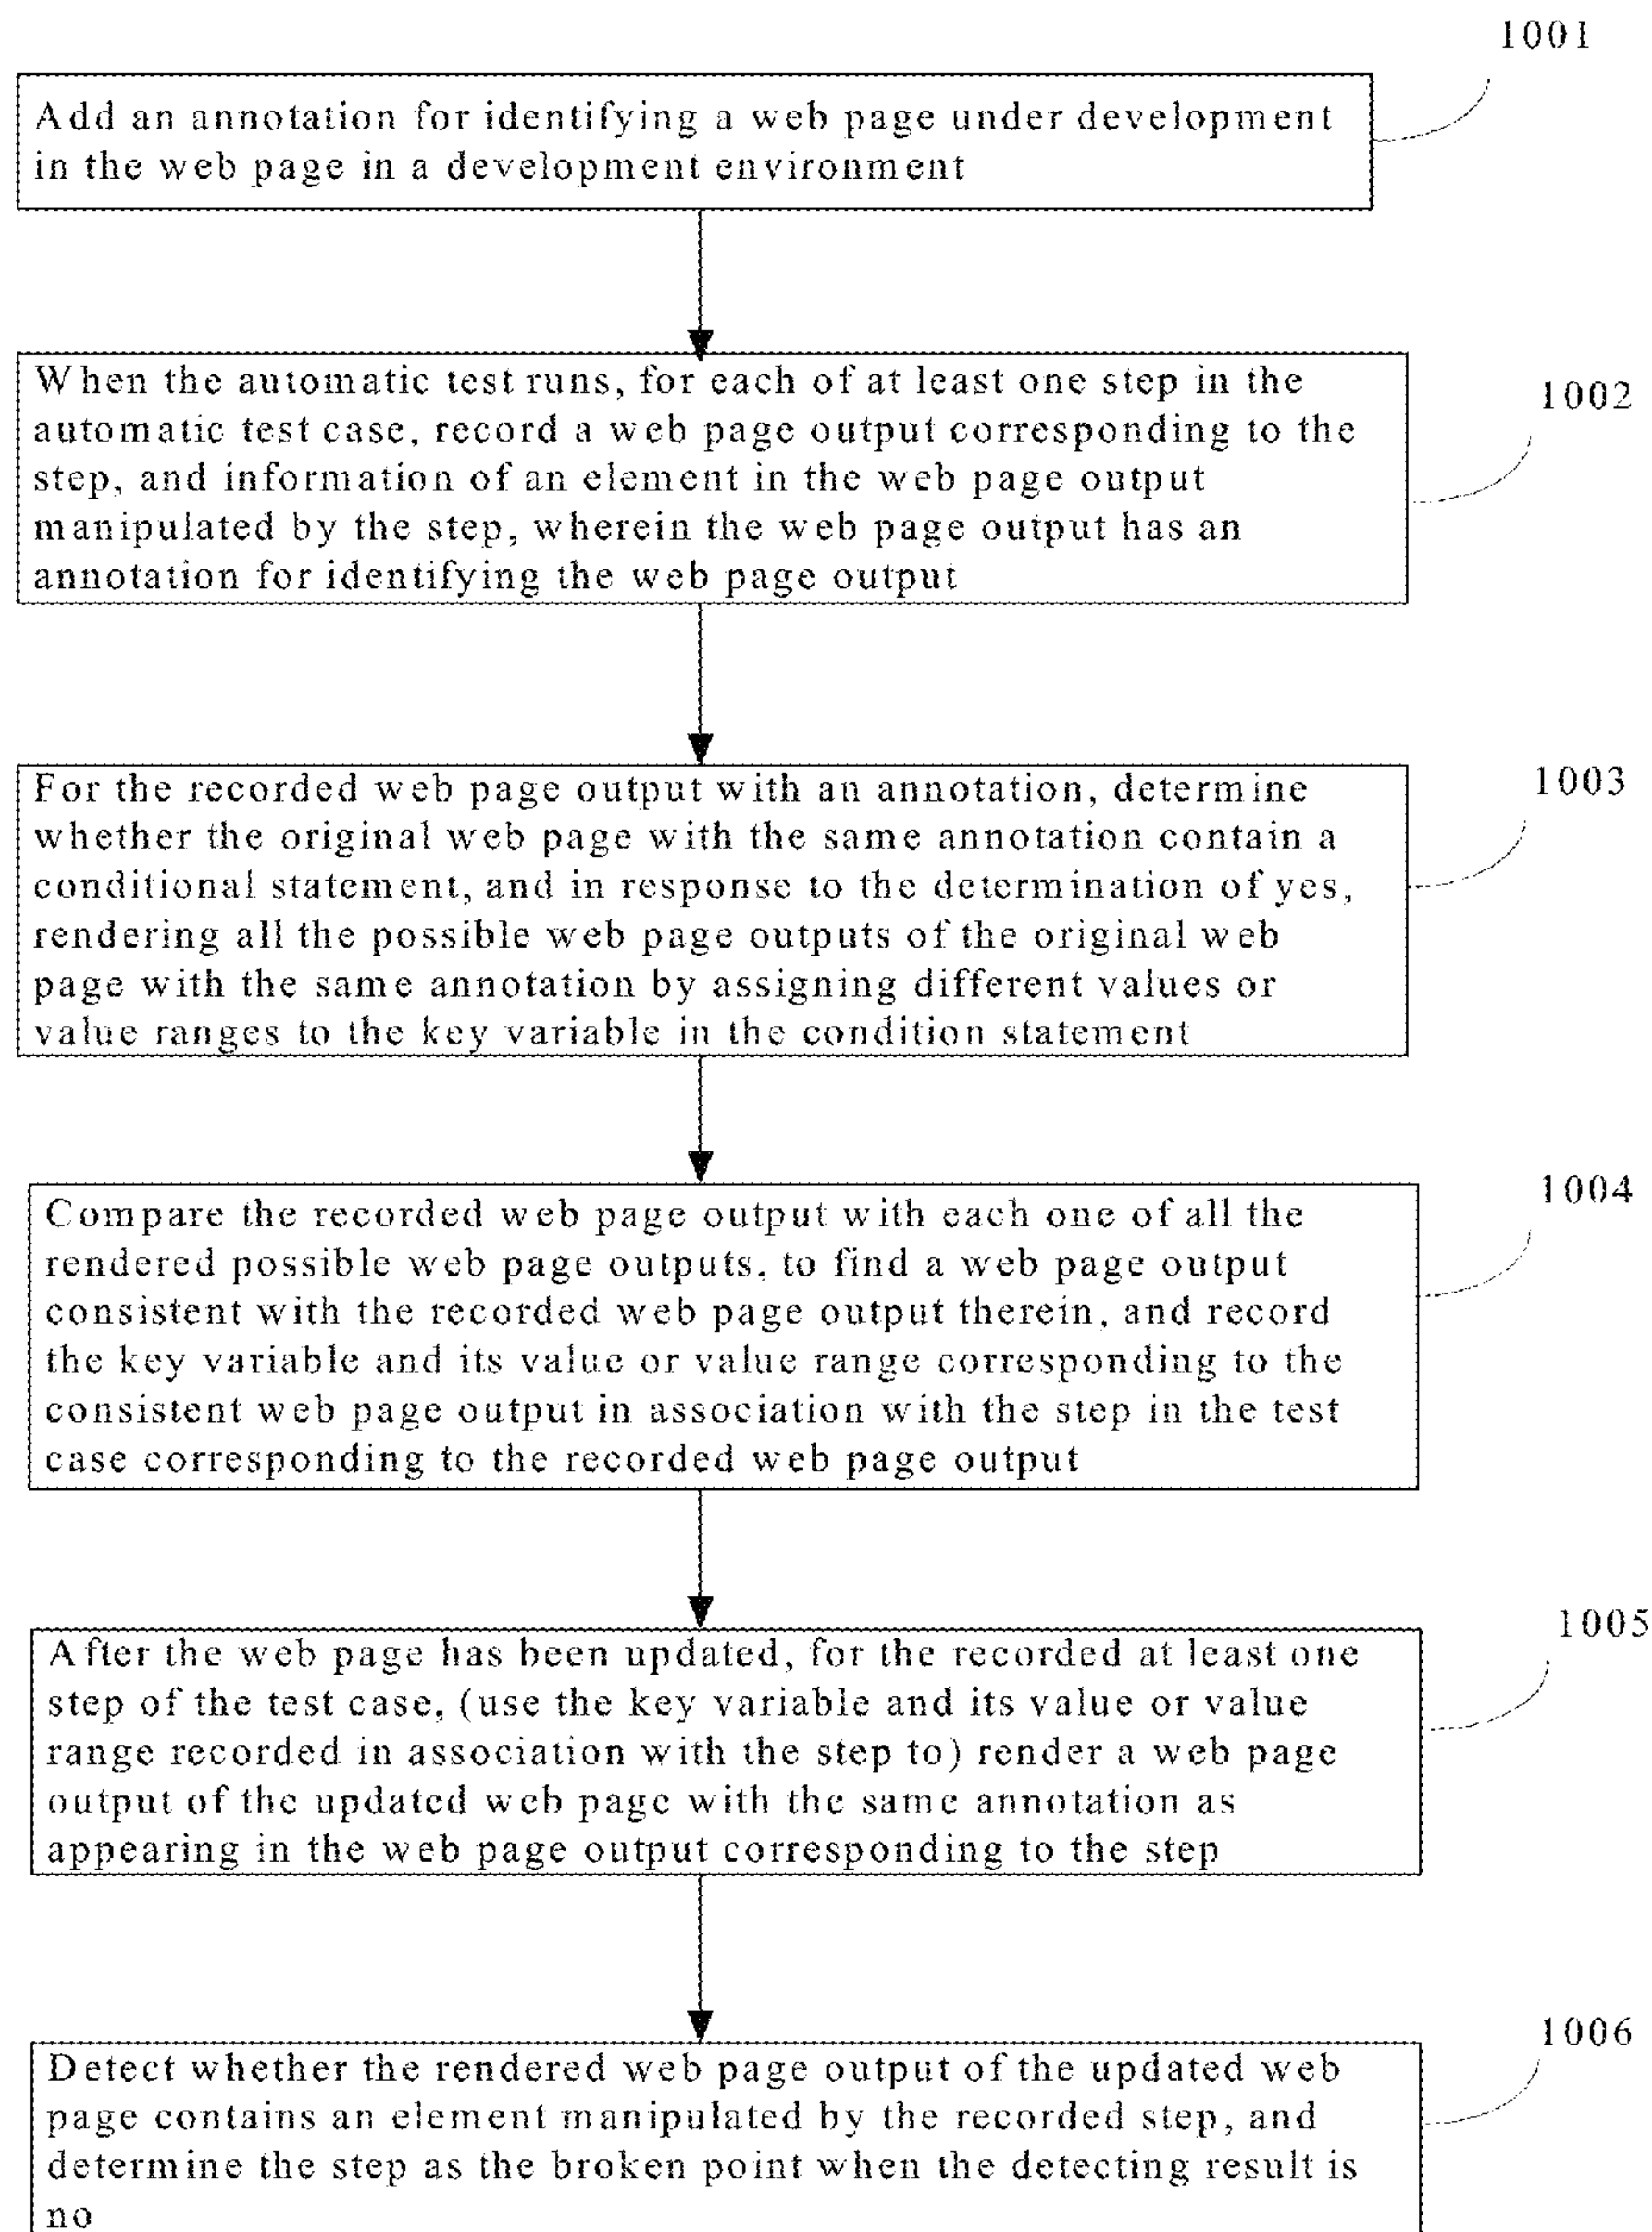 1001
Add an annotation for identifying a web page under development
in the web page in a development environment
1002
When the automatic test runs, for each of at least one step in the
automatic test case, record a web page output corresponding to the
step, and information of an element in the web page output
manipulated by the step, wherein the web page output has an
annotation for identifying the web page output
1003
For the recorded web page output with an annotation, determine
whether the original web page with the same annotation contain a
conditional statement, and in response to the determination of yes,
rendering all the possible web page outputs of the original web
page with the same annotation by assigning different values or
value ranges to the key variable in the condition statement
1004
Compare the recorded web page output with each one of all the
rendered possible web page outputs, to find a web page output
consistent with the recorded web page output therein, and record
the key variable and its value or value range corresponding to the
consistent web page output in association with the step in the test
case corresponding to the recorded web page output
1005
After the web page has been updated, for the recorded at least one
step of the test case, (use the key variable and its value or value
range recorded in association with the step to) render a web page
output of the updated web page with the same annotation as
appearing in the web page output corresponding to the step
1006
Detect whether the rendered web page output of the updated web
page contains an element manipulated by the recorded step, and
determine the step as the broken point when the detecting result is
no